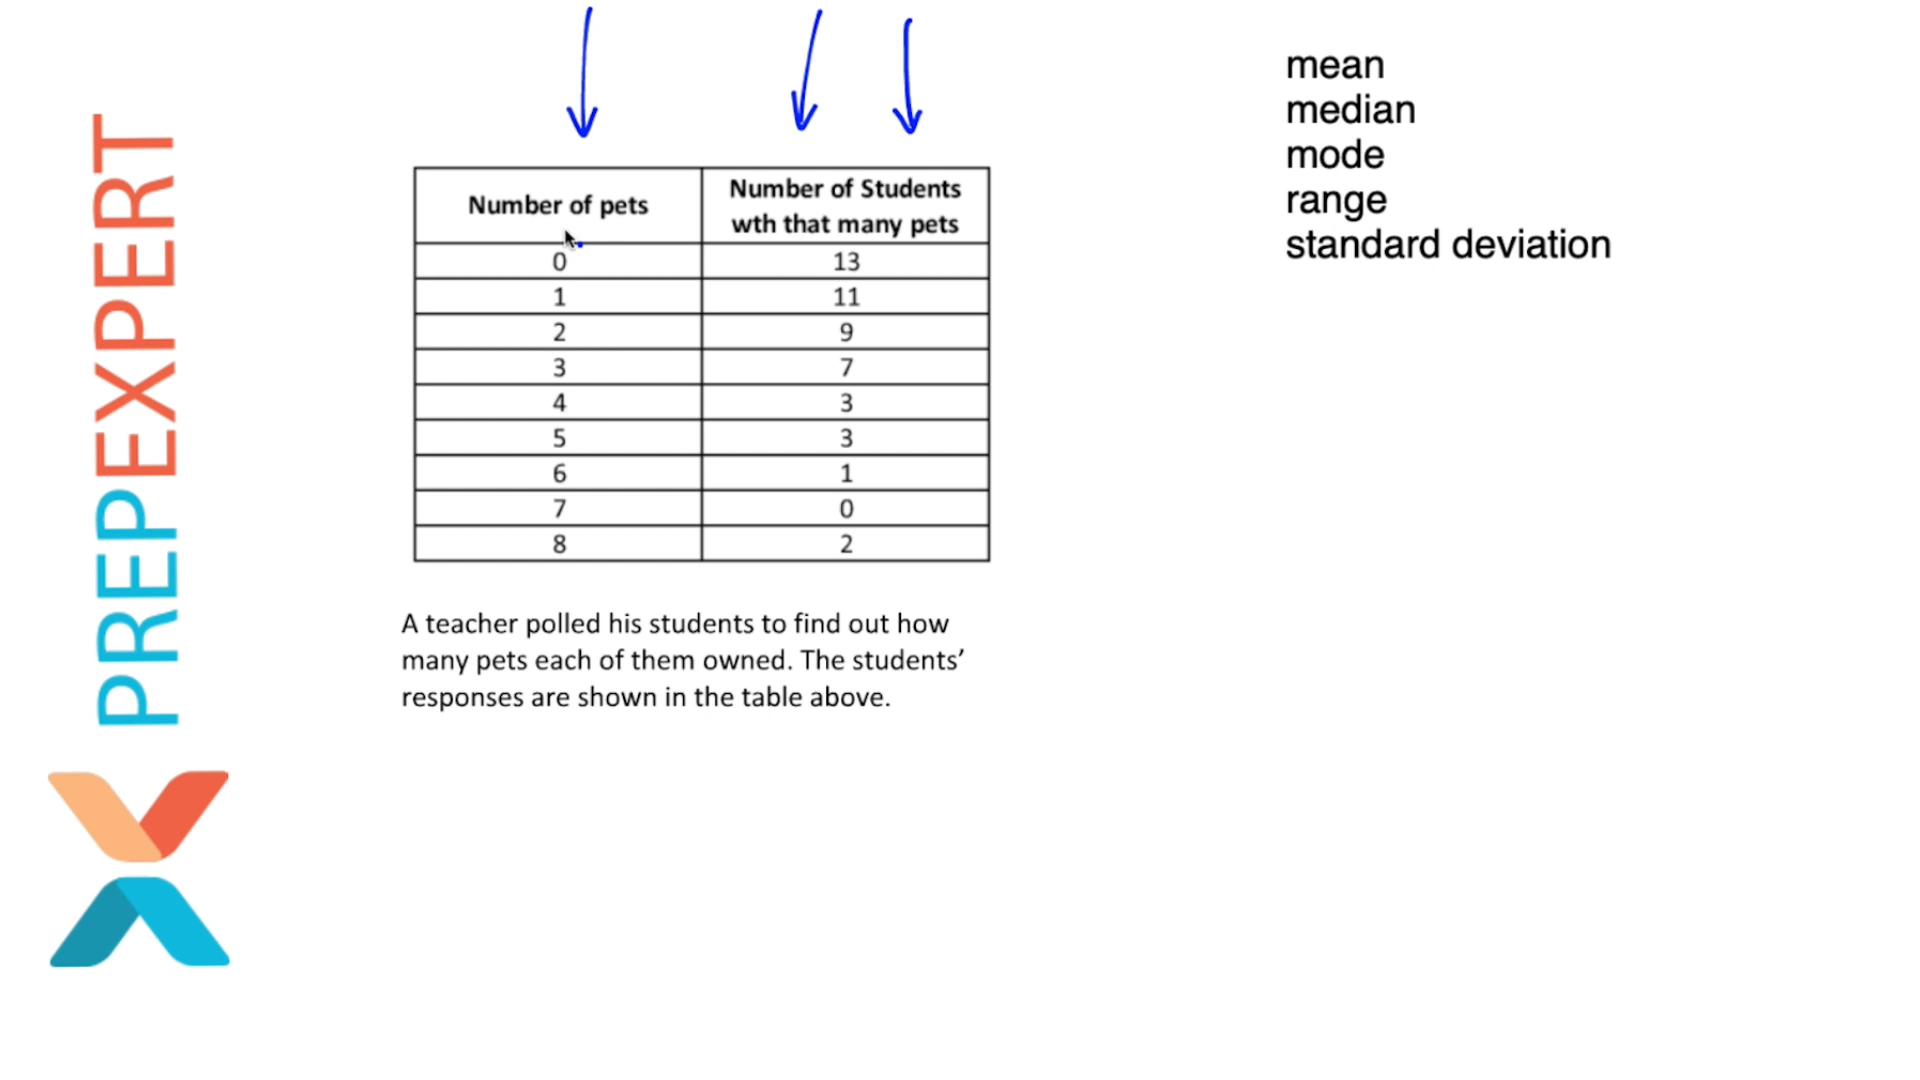 PREPEXPERT
Number of pets
Number of Students
wth that many pets
0 13
1 11
2 9
3 7
4 3
5 3
6 1
7 0
8 2
A teacher polled his students to find out how
many pets each of them owned. The students’
responses are shown in the table above.
mean
median
mode
range
standard deviation